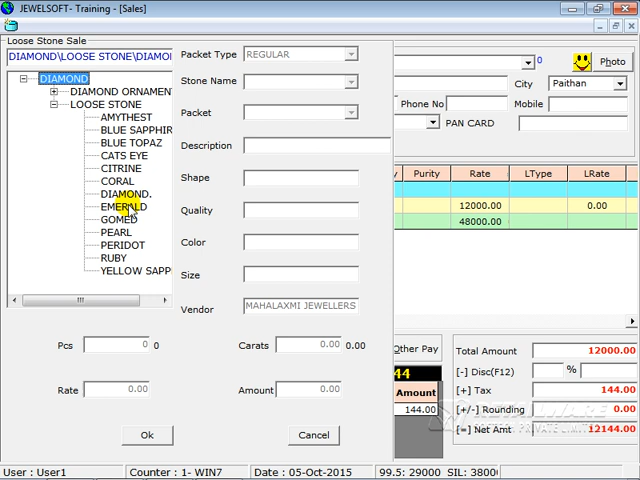 JEWELSOFT- Training - [Sales]
Loose Stone Sale
DIAMOND\LOOSE STONE\DIAMOI
DIAMOND
DIAMOND ORNAMEN
LOOSE STONE
AMYTHEST
BLUE SAPPHIR
BLUE TOPAZ
CATS EYE
CITRINE
CORAL
DIAMOND.
EMERALD
GOMED
PEARL
PERIDOT
RUBY
YELLOW SAPP
Packet Type REGULAR
Stone Name
Packet
Description
Shape
Quality
Color
Size
Vendor MAHALAXMI JEWELLERS
Pcs 0 0
Carats 0.00 0.00
Rate 0.00
Amount 0.00
Ok
Cancel
0
Photo
City Paithan
Phone No
Mobile
PAN CARD
Purity Rate LType LRate
12000.00 0.00
48000.00
Other Pay
44
Amount
144.00
Total Amount 12000.00
[-] Disc(F12) %
[+] Tax 144.00
[+/-] Rounding 0.00
[=] Net Amt 12144.00
User : User1
Counter : 1- WIN7
Date : 05-Oct-2015
99.5: 29000 SIL: 3800